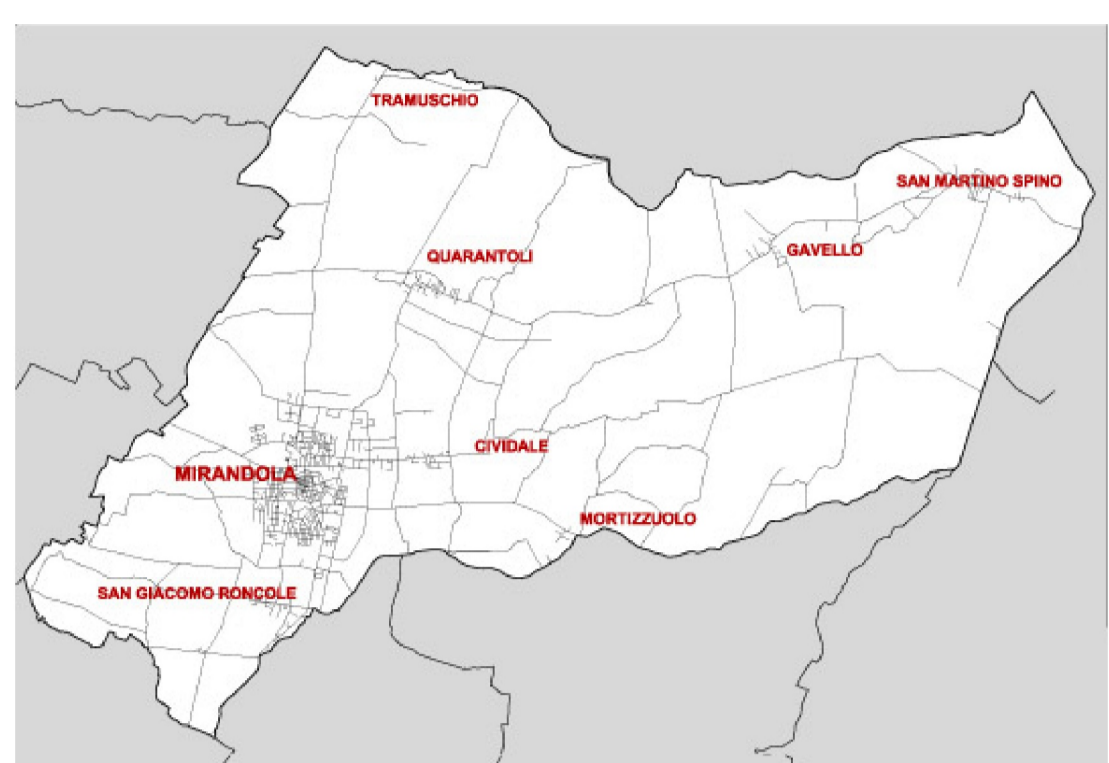 TRAMUSCHIO
SAN MARTINO SPINO
QUARANTOLI
GAVELLO
CIVIDALE
MIRANDOLA
MORTIZZUOLO
SAN GIACOMO RONCOLE